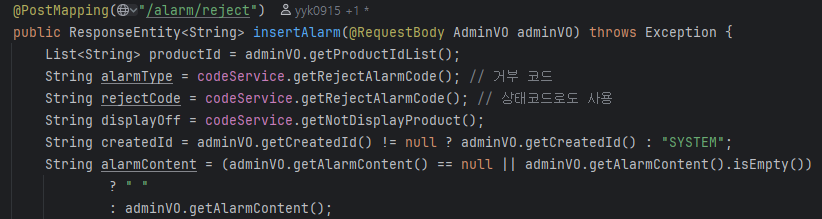 @PostMapping("/alarm/reject") yyk0915 +1 *
public ResponseEntity<String> insertAlarm(@RequestBody AdminVO adminVO) throws Exception {
List<String> productId = adminVO.getProductIdList();
String alarmType = codeService.getRejectAlarmCode(); // 거부 코드
String rejectCode = codeService.getRejectAlarmCode(); // 상태코드로도 사용
String displayOff = codeService.getNotDisplayProduct();
String createdId = adminVO.getCreatedId() != null ? adminVO.getCreatedId() : "SYSTEM";
String alarmContent = (adminVO.getAlarmContent() == null || adminVO.getAlarmContent().isEmpty())
? " "
: adminVO.getAlarmContent();